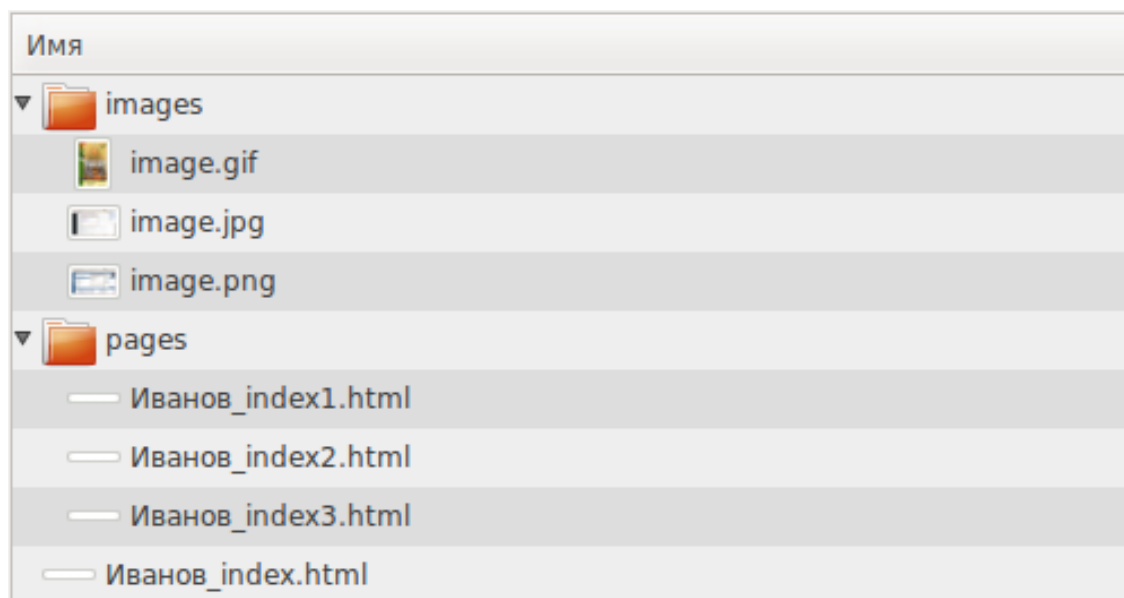 Имя
images
image.gif
image.jpg
image.png
pages
Иванов_index1.html
Иванов_index2.html
Иванов_index3.html
Иванов_index.html